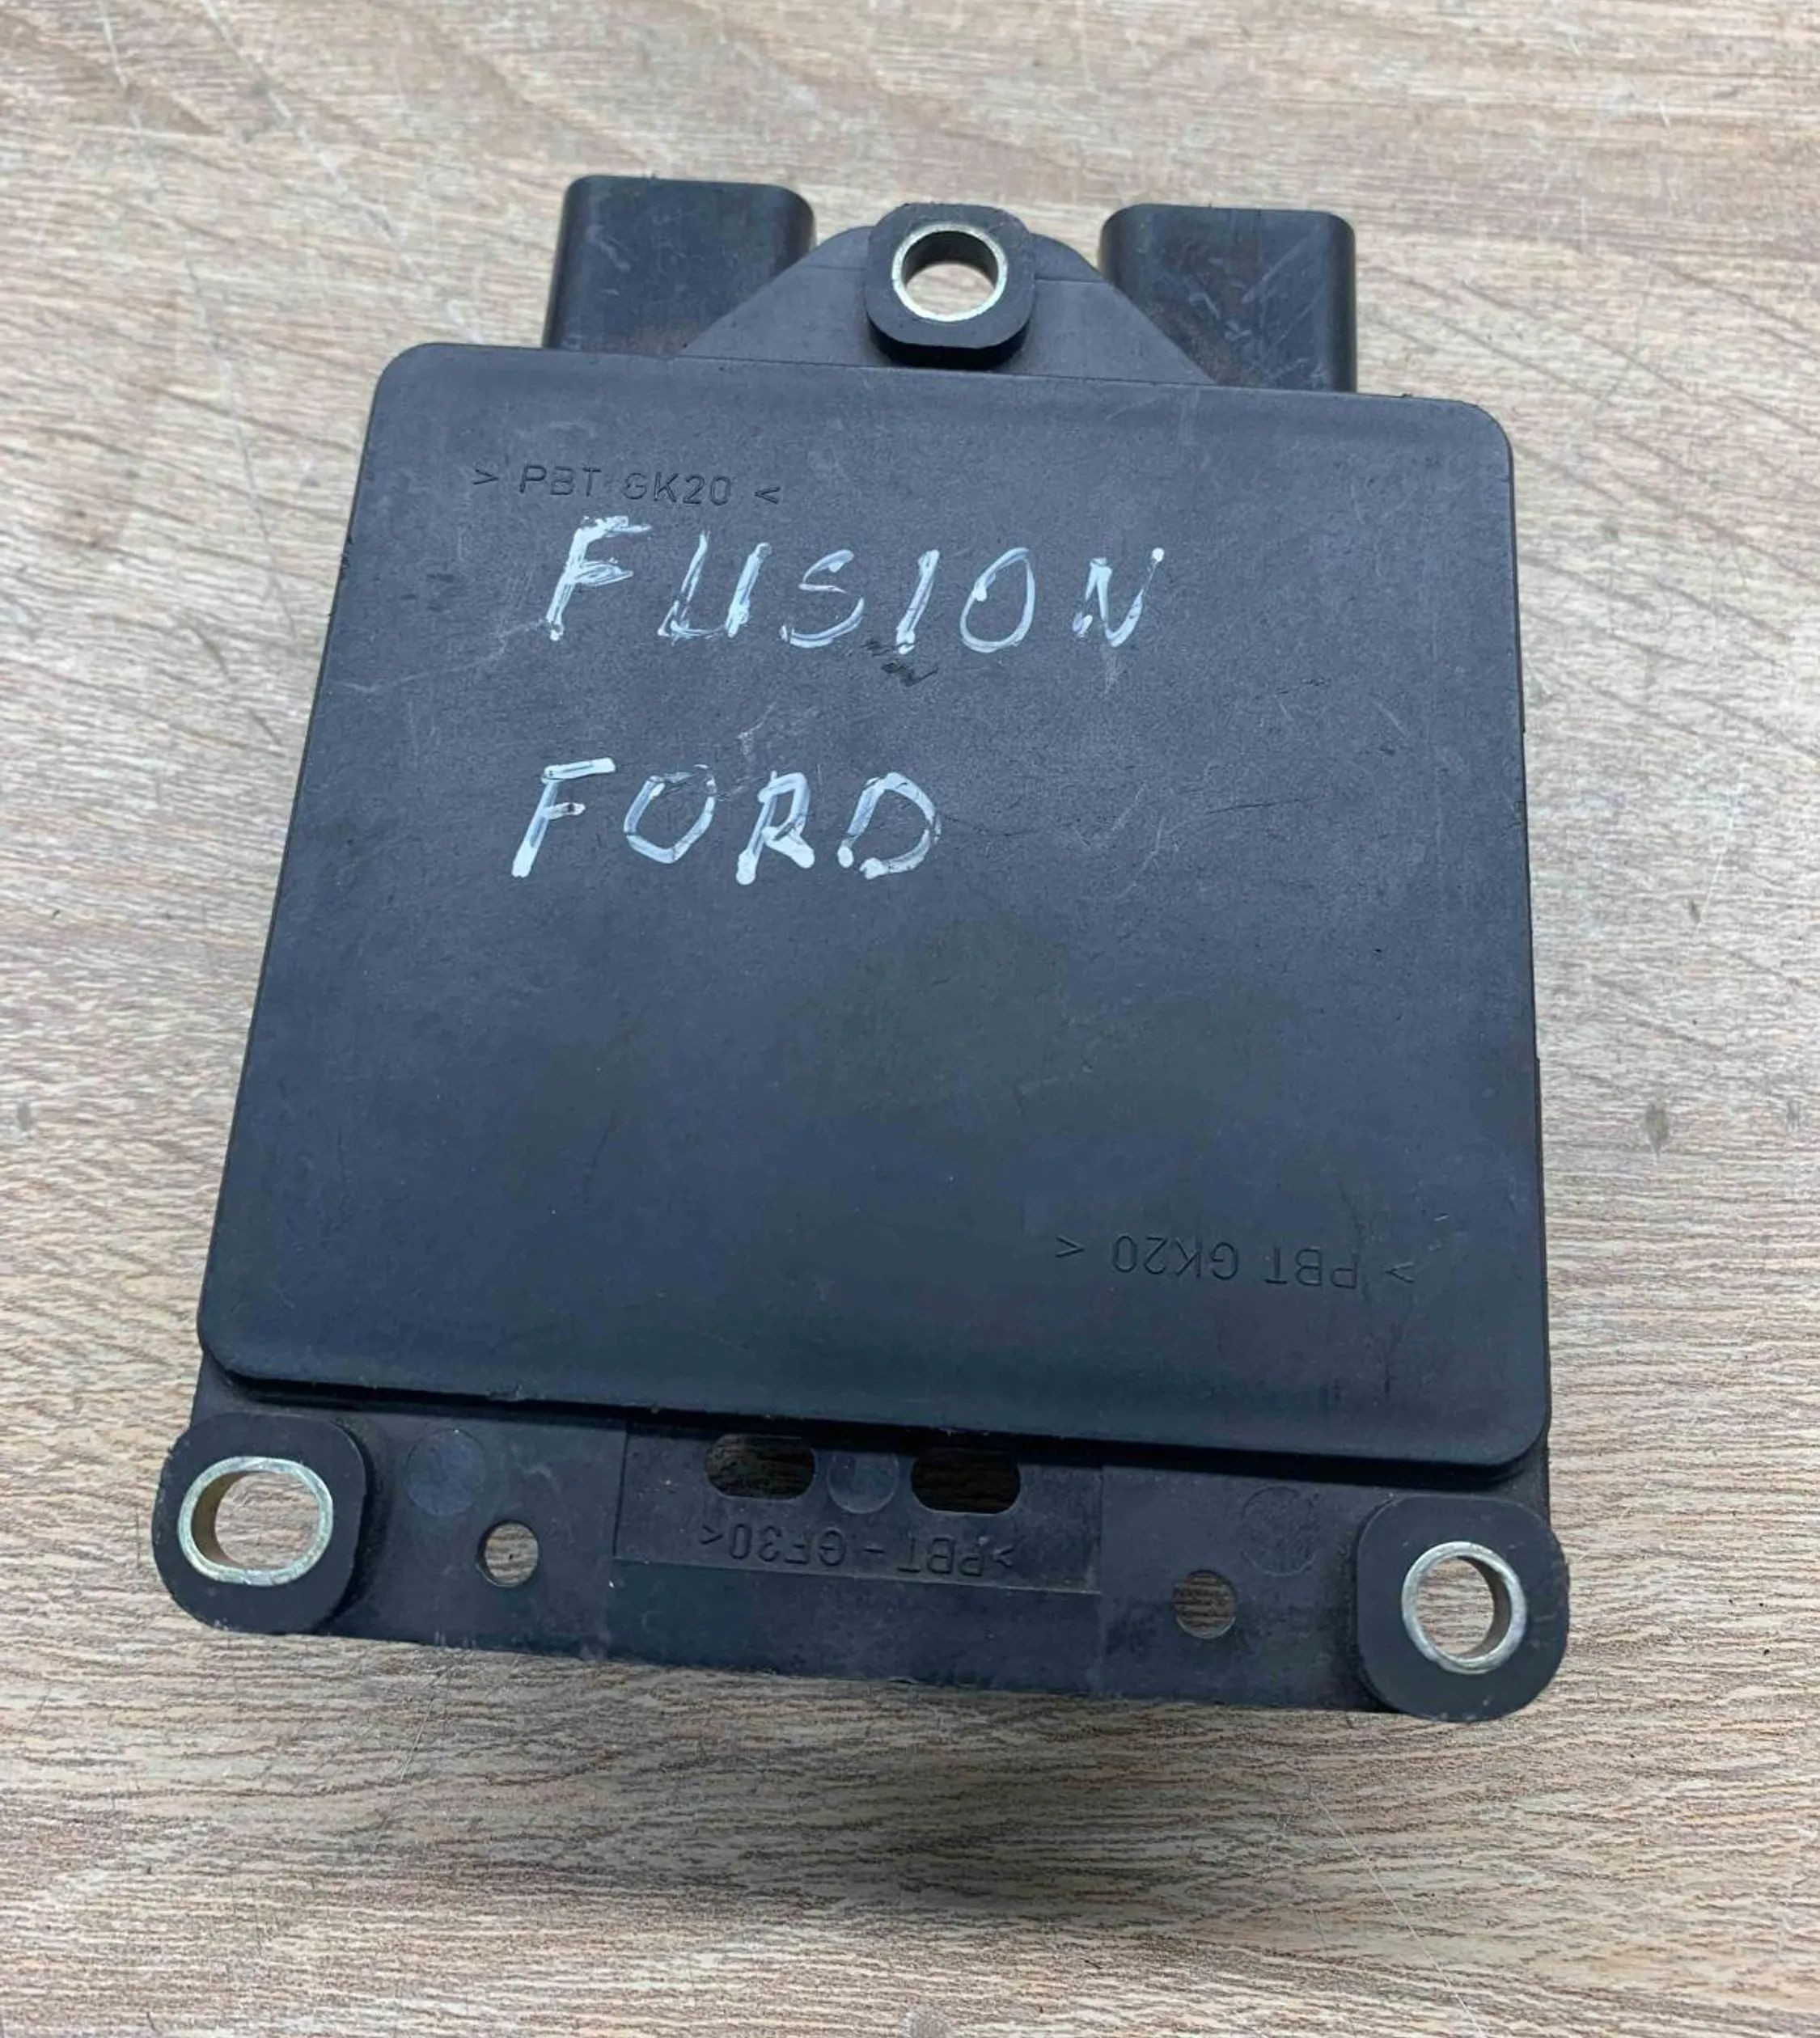 > PBT GK20 <
FUSION
FORD
> PBT GK20 <
>PBT-GF30<